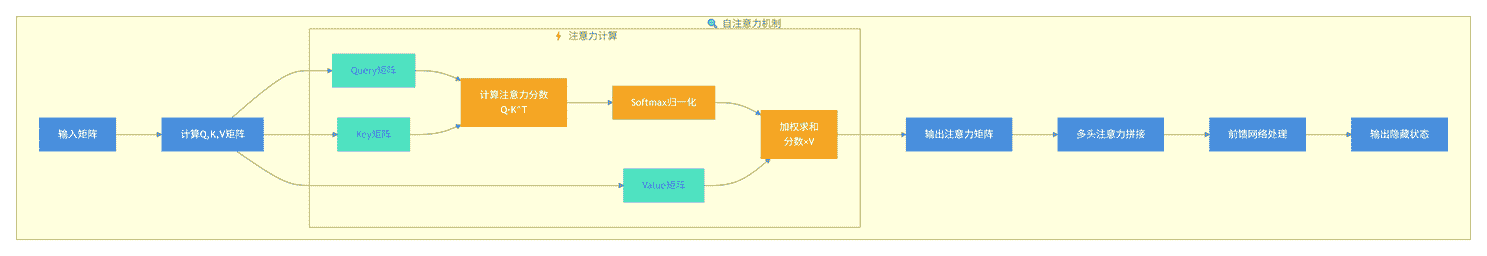 🔍 自注意力机制
⚡ 注意力计算
输入矩阵
计算Q,K,V矩阵
Query矩阵
Key矩阵
Value矩阵
计算注意力分数
Q·K^T
Softmax归一化
加权求和
分数×V
输出注意力矩阵
多头注意力拼接
前馈网络处理
输出隐藏状态